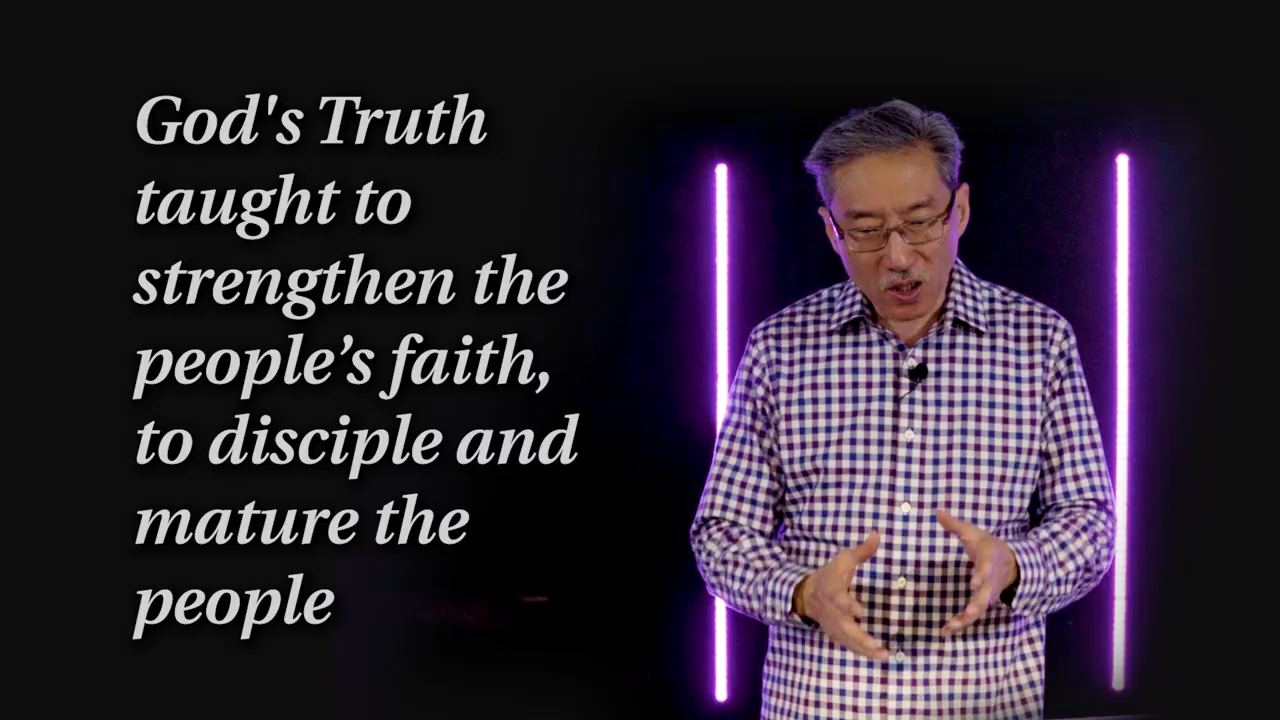 God's Truth
taught to
strengthen the
people’s faith,
to disciple and
mature the
people